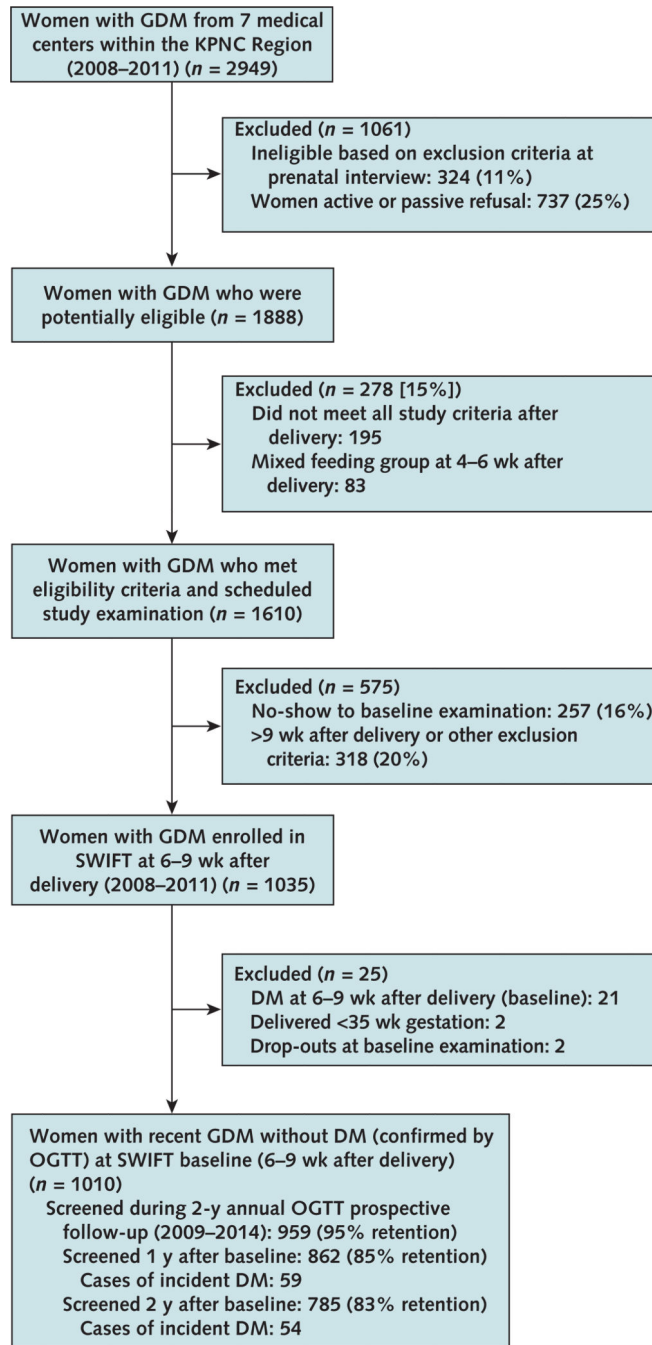 Women with GDM from 7 medical
centers within the KPNC Region
(2008–2011) (n = 2949)
Excluded (n = 1061)
Ineligible based on exclusion criteria at
prenatal interview: 324 (11%)
Women active or passive refusal: 737 (25%)
Women with GDM who were
potentially eligible (n = 1888)
Excluded (n = 278 [15%])
Did not meet all study criteria after
delivery: 195
Mixed feeding group at 4–6 wk after
delivery: 83
Women with GDM who met
eligibility criteria and scheduled
study examination (n = 1610)
Excluded (n = 575)
No-show to baseline examination: 257 (16%)
>9 wk after delivery or other exclusion
criteria: 318 (20%)
Women with GDM enrolled in
SWIFT at 6–9 wk after
delivery (2008–2011) (n = 1035)
Excluded (n = 25)
DM at 6–9 wk after delivery (baseline): 21
Delivered <35 wk gestation: 2
Drop-outs at baseline examination: 2
Women with recent GDM without DM (confirmed by
OGTT) at SWIFT baseline (6–9 wk after delivery)
(n = 1010)
Screened during 2-y annual OGTT prospective
follow-up (2009–2014): 959 (95% retention)
Screened 1 y after baseline: 862 (85% retention)
Cases of incident DM: 59
Screened 2 y after baseline: 785 (83% retention)
Cases of incident DM: 54